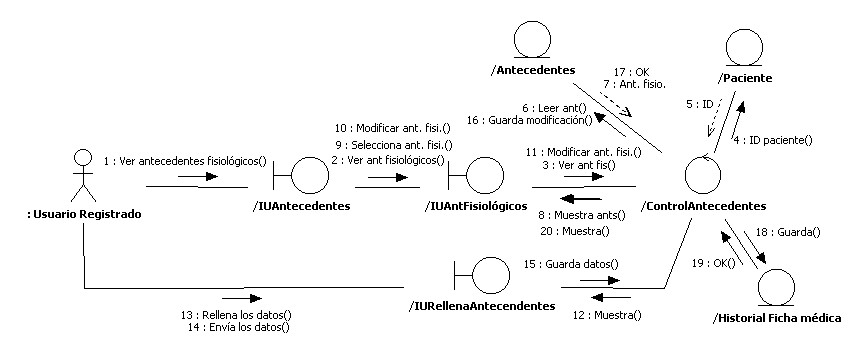 /Antecedentes
/Paciente
17 : OK
7 : Ant. fisio.
5 : ID
6 : Leer ant()
16 : Guarda modificación()
4 : ID paciente()
10 : Modificar ant. fisi.()
9 : Selecciona ant. fisi.()
2 : Ver ant fisiológicos()
1 : Ver antecedentes fisiológicos()
11 : Modificar ant. fisi.()
3 : Ver ant fis()
: Usuario Registrado
/IUAntecedentes
/IUAntFisiológicos
/ControlAntecedentes
8 : Muestra ants()
20 : Muestra()
18 : Guarda()
15 : Guarda datos()
19 : OK()
/IURellenaAntecendentes
12 : Muestra()
13 : Rellena los datos()
14 : Envía los datos()
/Historial Ficha médica